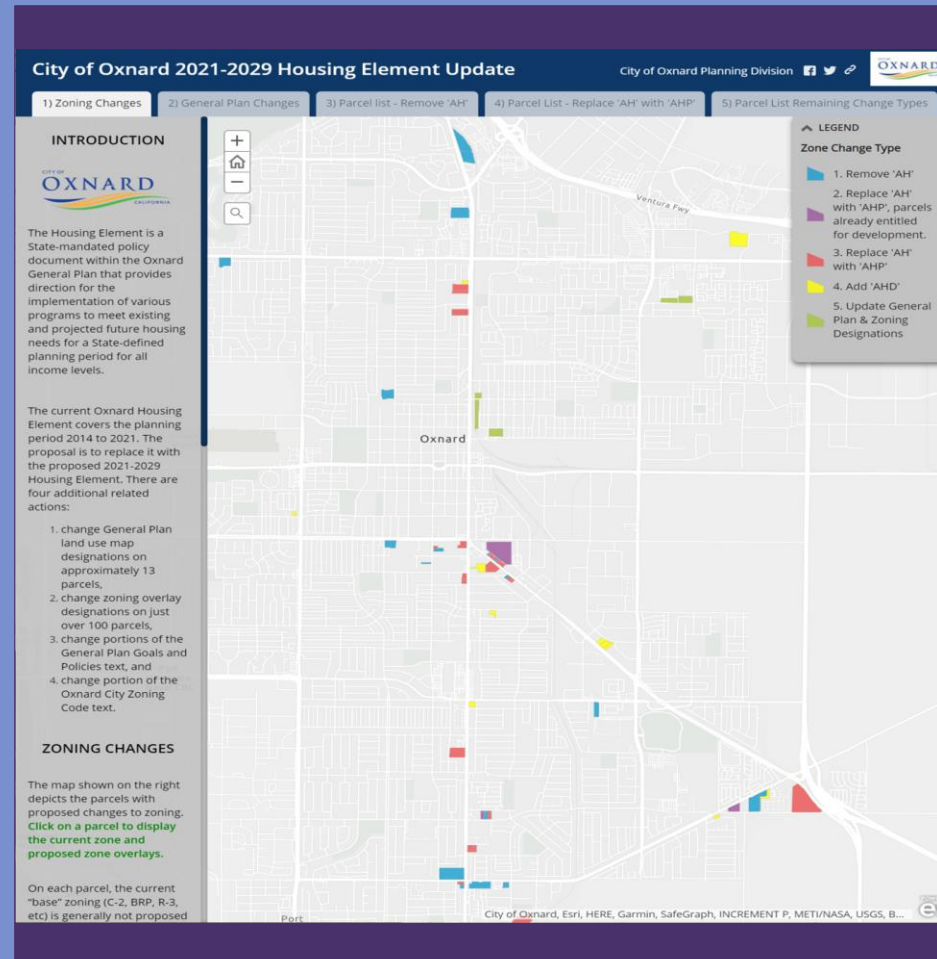 City of Oxnard 2021-2029 Housing Element Update
City of Oxnard Planning Division
OXNARD
1) Zoning Changes
2) General Plan Changes
3) Parcel list - Remove 'AH'
4) Parcel List - Replace 'AH' with 'AHP'
5) Parcel List Remaining Change Types
INTRODUCTION
CITY OF
OXNARD
CALIFORNIA
The Housing Element is a
State-mandated policy
document within the Oxnard
General Plan that provides
direction for the
implementation of various
programs to meet existing
and projected future housing
needs for a State-defined
planning period for all
income levels.
The current Oxnard Housing
Element covers the planning
period 2014 to 2021. The
proposal is to replace it with
the proposed 2021-2029
Housing Element. There are
four additional related
actions:
1. change General Plan
land use map
designations on
approximately 13
parcels,
2. change zoning overlay
designations on just
over 100 parcels,
3. change portions of the
General Plan Goals and
Policies text, and
4. change portion of the
Oxnard City Zoning
Code text.
ZONING CHANGES
The map shown on the right
depicts the parcels with
proposed changes to zoning.
Click on a parcel to display
the current zone and
proposed zone overlays.
On each parcel, the current
"base" zoning (C-2, BRP, R-3,
etc) is generally not proposed
Ventura Fwy
Oxnard
Port
LEGEND
Zone Change Type
1. Remove 'AH'
2. Replace 'AH'
with 'AHP', parcels
already entitled
for development.
3. Replace 'AH'
with 'AHP'
4. Add 'AHD'
5. Update General
Plan & Zoning
Designations
City of Oxnard, Esri, HERE, Garmin, SafeGraph, INCREMENT P, METI/NASA, USGS, B...